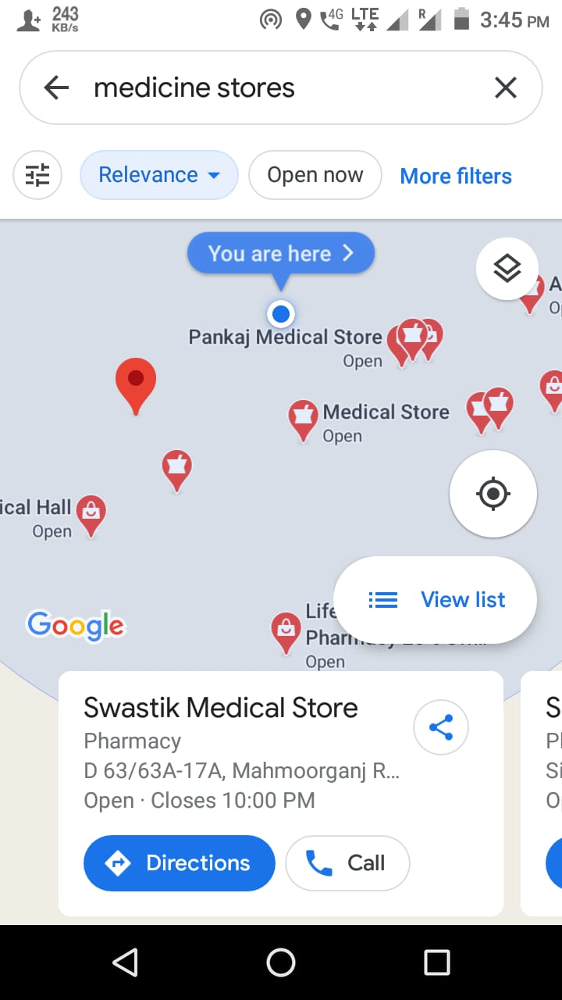 243
KB/s
4G
LTE
R
3:45 PM
medicine stores
Relevance
Open now
More filters
You are here
A
Pankaj Medical Store
Open
Medical Store
Open
ical Hall
Open
View list
Google
Life
Open
Swastik Medical Store
Pharmacy
D 63/63A-17A, Mahmoorganj R...
Open · Closes 10:00 PM
Directions
Call
S
Si